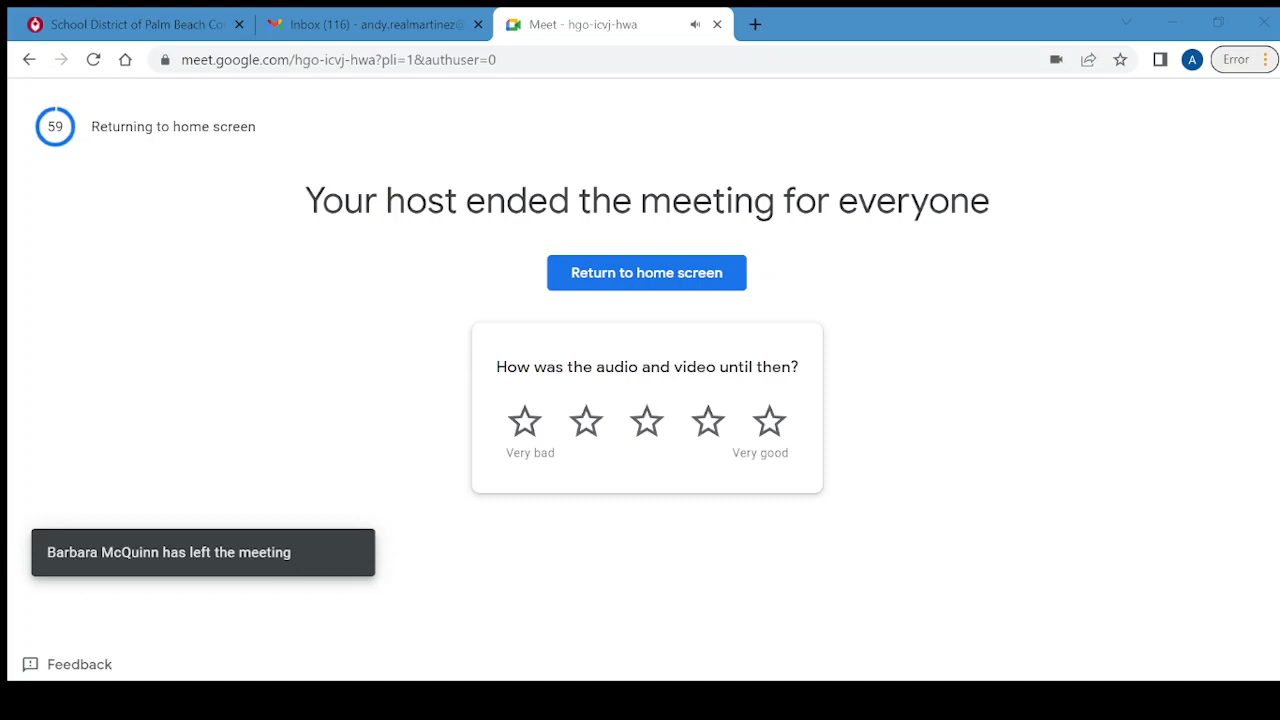 School District of Palm Beach Co
Inbox (116) - andy.realmartinez@
Meet - hgo-icvj-hwa
meet.google.com/hgo-icvj-hwa?pli=1&authuser=0
A
Error
59
Returning to home screen
Your host ended the meeting for everyone
Return to home screen
How was the audio and video until then?
Very bad
Very good
Barbara McQuinn has left the meeting
Feedback